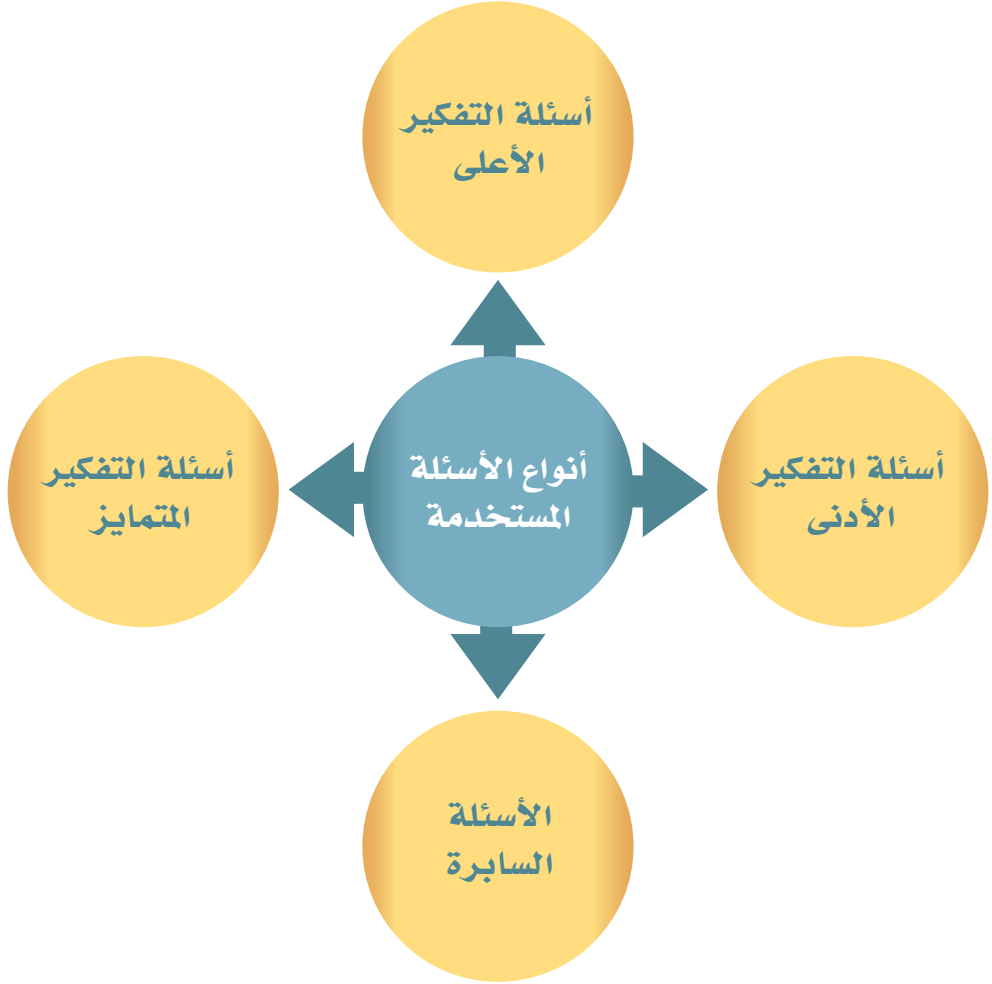 أسئلة التفكير
الأعلى
أسئلة التفكير
الأدنى
أنواع الأسئلة
المستخدمة
أسئلة التفكير
المتمايز
الأسئلة
السابرة